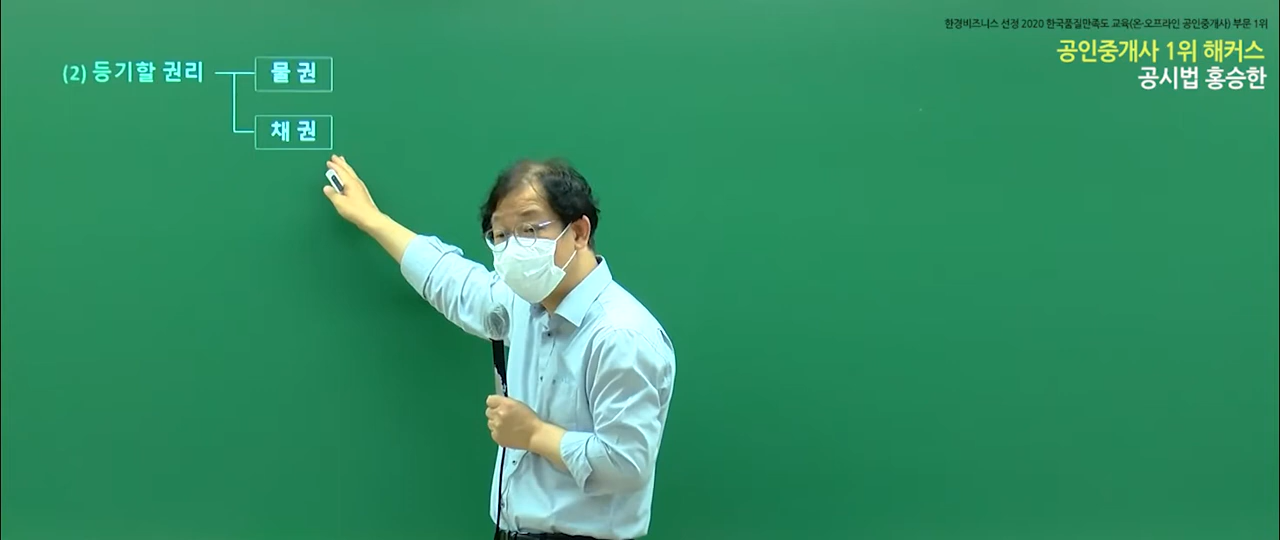 한경비즈니스 선정 2020 한국품질만족도 교육(온·오프라인 공인중개사) 부문 1위
공인중개사 1위 해커스
공시법 홍승한
(2) 등기할 권리
물 권
채 권